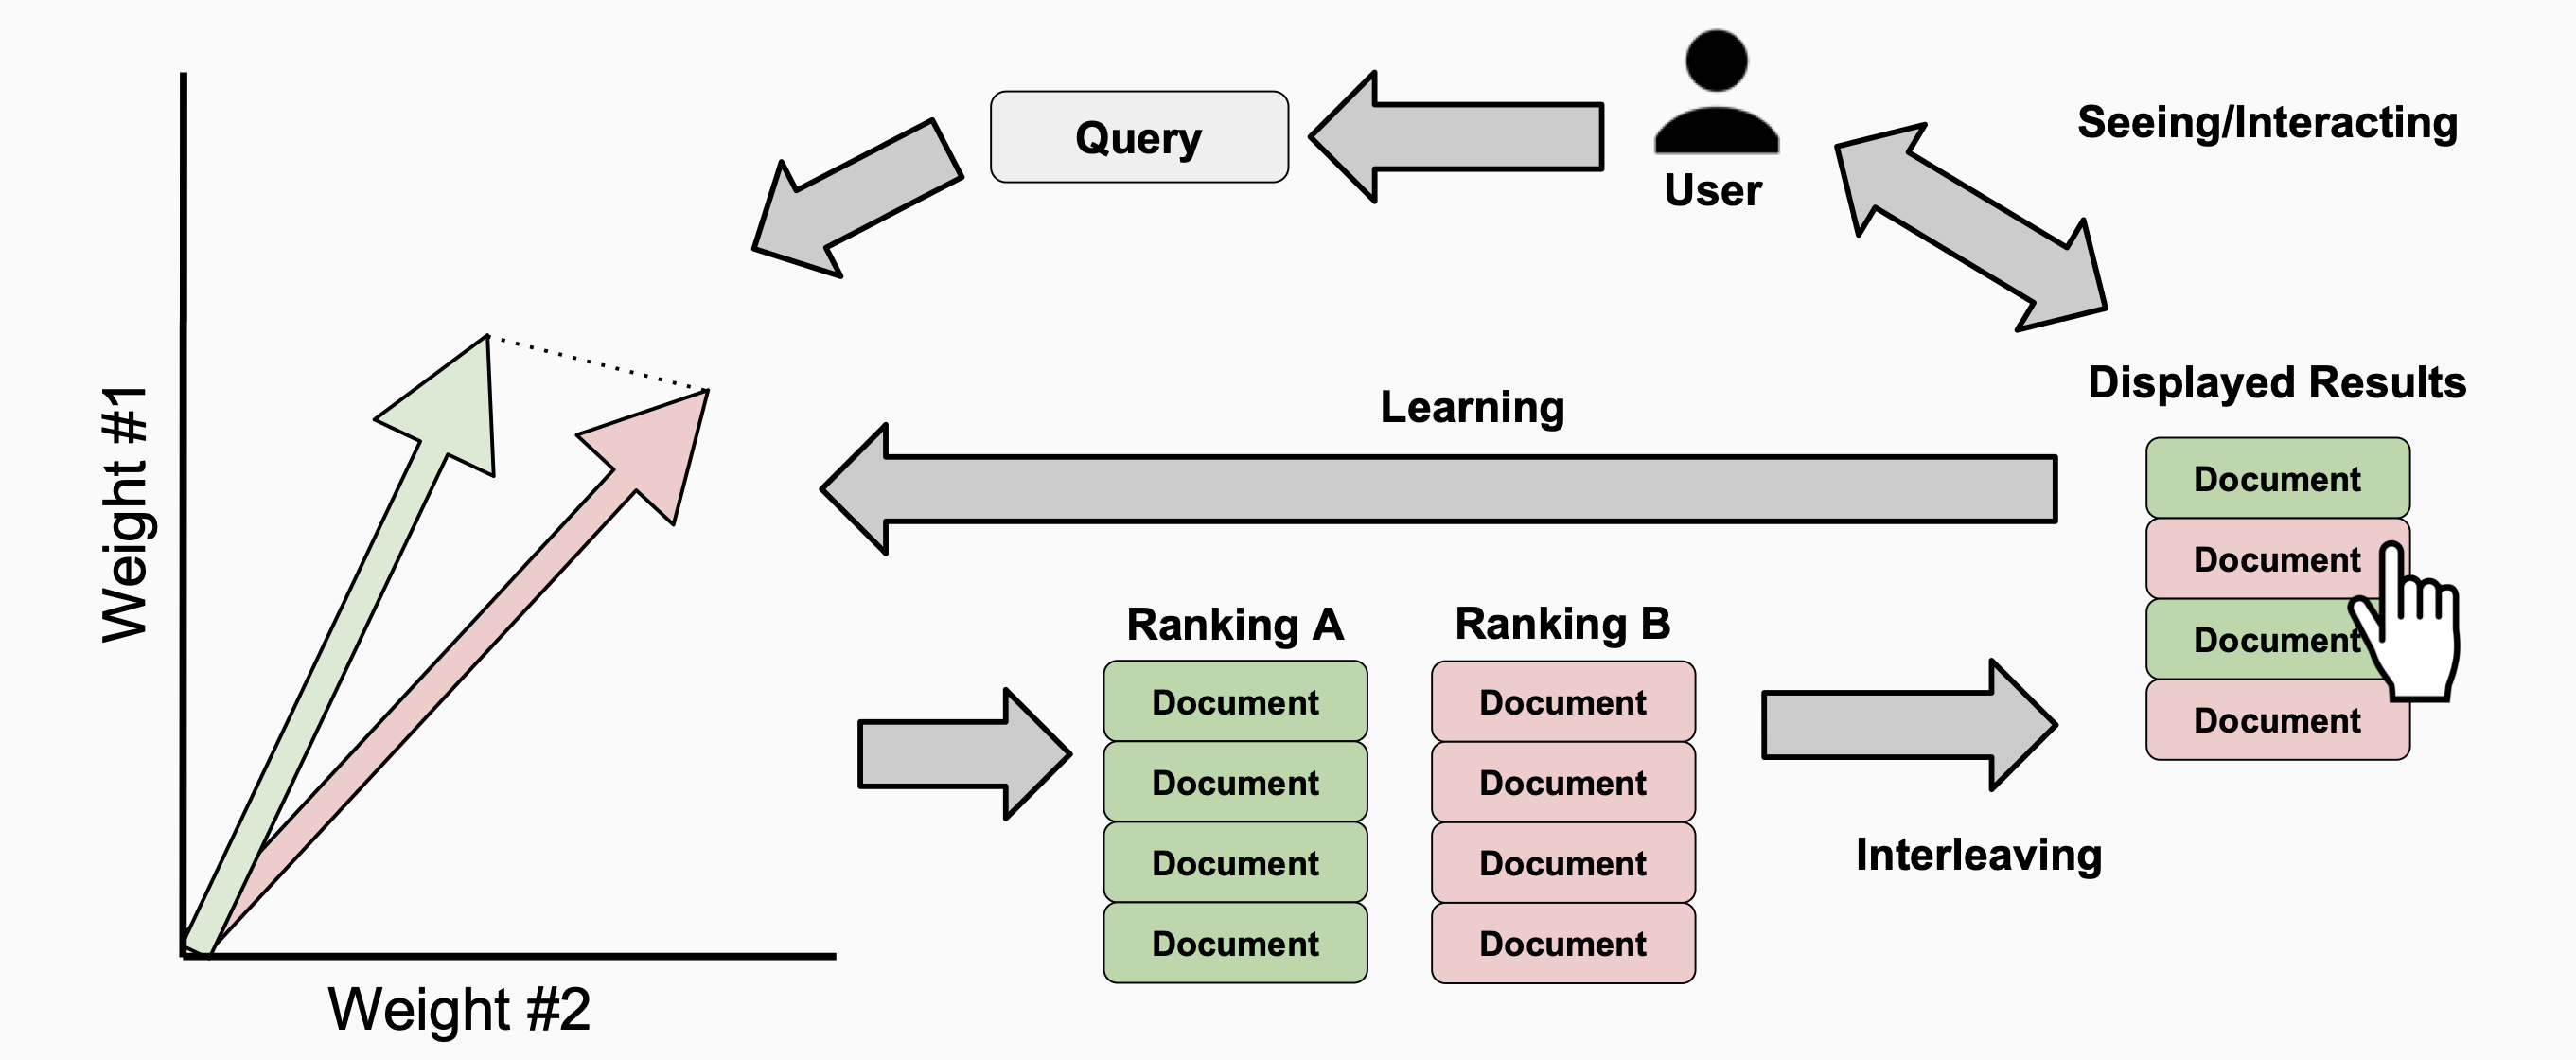 Query
User
Seeing/Interacting
Displayed Results
Document
Document
Document
Document
Learning
Ranking A
Document
Document
Document
Document
Ranking B
Document
Document
Document
Document
Interleaving
Weight #1
Weight #2